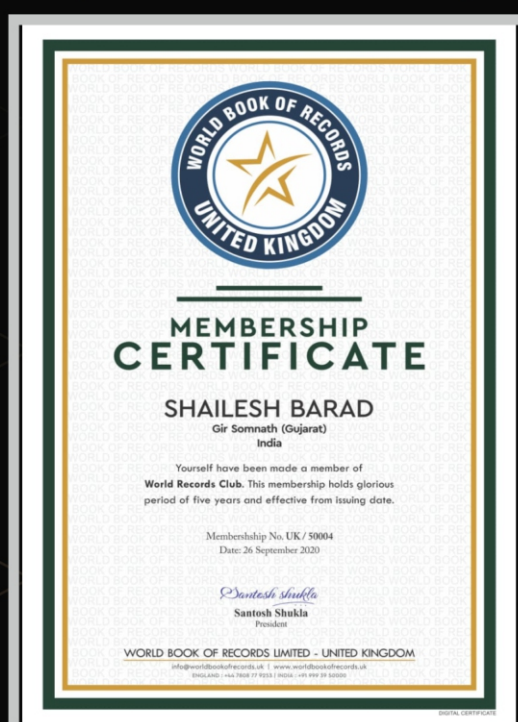 WORLD BOOK OF RECORDS
UNITED KINGDOM
MEMBERSHIP
CERTIFICATE
SHAILESH BARAD
Gir Somnath (Gujarat)
India
Yourself have been made a member of
World Records Club. This membership holds glorious
period of five years and effective from issuing date.
Membershship No. UK / 50004
Date: 26 September 2020
Santosh Shukla
Santosh Shukla
President
WORLD BOOK OF RECORDS LIMITED - UNITED KINGDOM
info@worldbookofrecords.uk | www.worldbookofrecords.uk
DIGITAL CERTIFICATE